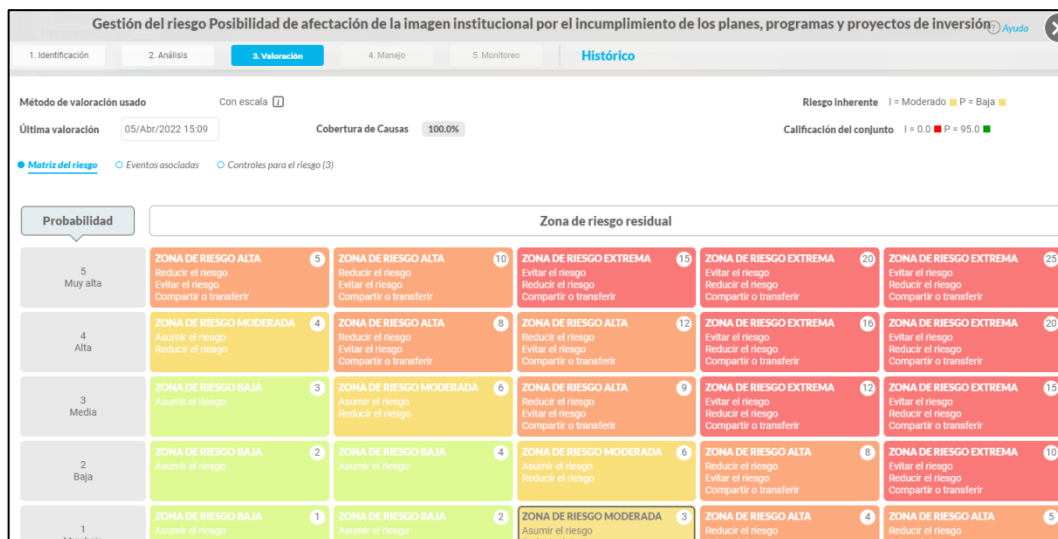 Gestión del riesgo Posibilidad de afectación de la imagen institucional por el incumplimiento de los planes, programas y proyectos de inversión
Ayuda
1. Identificación 2. Análisis 3. Valoración 4. Manejo 5. Monitoreo Histórico
Método de valoración usado Con escala i Riesgo inherente I = Moderado P = Baja
Última valoración 05/Abr/2022 15:09 Cobertura de Causas 100.0% Calificación del conjunto I = 0.0 P = 95.0
Matriz del riesgo Eventos asociadas Controles para el riesgo (3)
Probabilidad Zona de riesgo residual
5
Muy alta
ZONA DE RIESGO ALTA 5
Reducir el riesgo
Evitar el riesgo
Compartir o transferir
ZONA DE RIESGO ALTA 10
Reducir el riesgo
Evitar el riesgo
Compartir o transferir
ZONA DE RIESGO EXTREMA 15
Evitar el riesgo
Reducir el riesgo
Compartir o transferir
ZONA DE RIESGO EXTREMA 20
Evitar el riesgo
Reducir el riesgo
Compartir o transferir
ZONA DE RIESGO EXTREMA 25
Evitar el riesgo
Reducir el riesgo
Compartir o transferir
4
Alta
ZONA DE RIESGO MODERADA 4
Asumir el riesgo
Reducir el riesgo
ZONA DE RIESGO ALTA 8
Reducir el riesgo
Evitar el riesgo
Compartir o transferir
ZONA DE RIESGO ALTA 12
Reducir el riesgo
Evitar el riesgo
Compartir o transferir
ZONA DE RIESGO EXTREMA 16
Evitar el riesgo
Reducir el riesgo
Compartir o transferir
ZONA DE RIESGO EXTREMA 20
Evitar el riesgo
Reducir el riesgo
Compartir o transferir
3
Media
ZONA DE RIESGO BAJA 3
Asumir el riesgo
ZONA DE RIESGO MODERADA 6
Asumir el riesgo
Reducir el riesgo
ZONA DE RIESGO ALTA 9
Reducir el riesgo
Evitar el riesgo
Compartir o transferir
ZONA DE RIESGO EXTREMA 12
Evitar el riesgo
Reducir el riesgo
Compartir o transferir
ZONA DE RIESGO EXTREMA 15
Evitar el riesgo
Reducir el riesgo
Compartir o transferir
2
Baja
ZONA DE RIESGO BAJA 2
Asumir el riesgo
ZONA DE RIESGO BAJA 4
Asumir el riesgo
ZONA DE RIESGO MODERADA 6
Asumir el riesgo
Reducir el riesgo
ZONA DE RIESGO ALTA 8
Reducir el riesgo
Evitar el riesgo
Compartir o transferir
ZONA DE RIESGO EXTREMA 10
Evitar el riesgo
Reducir el riesgo
Compartir o transferir
1
ZONA DE RIESGO BAJA 1
Asumir el riesgo
ZONA DE RIESGO BAJA 2
Asumir el riesgo
ZONA DE RIESGO MODERADA 3
Asumir el riesgo
ZONA DE RIESGO ALTA 4
Reducir el riesgo
ZONA DE RIESGO ALTA 5
Reducir el riesgo